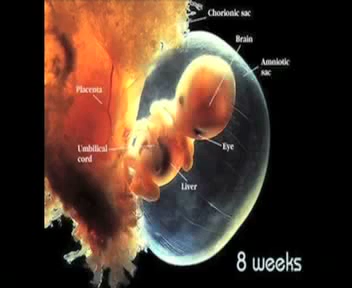 Chorionic sac
Brain
Amniotic
sac
Placenta
Umbilical
cord
Eye
Liver
8 weeks